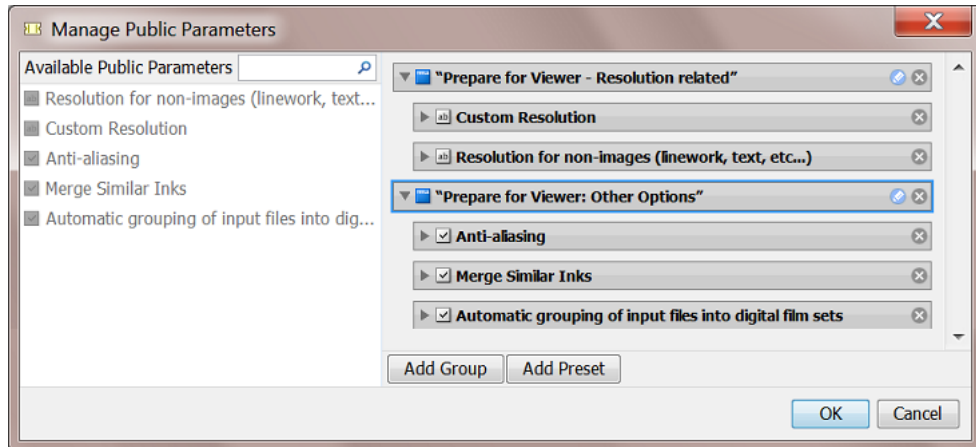 Manage Public Parameters
Available Public Parameters
Resolution for non-images (linework, text...
Custom Resolution
Anti-aliasing
Merge Similar Inks
Automatic grouping of input files into dig...
“Prepare for Viewer - Resolution related”
Custom Resolution
Resolution for non-images (linework, text, etc...)
“Prepare for Viewer: Other Options”
Anti-aliasing
Merge Similar Inks
Automatic grouping of input files into digital film sets
Add Group
Add Preset
OK
Cancel